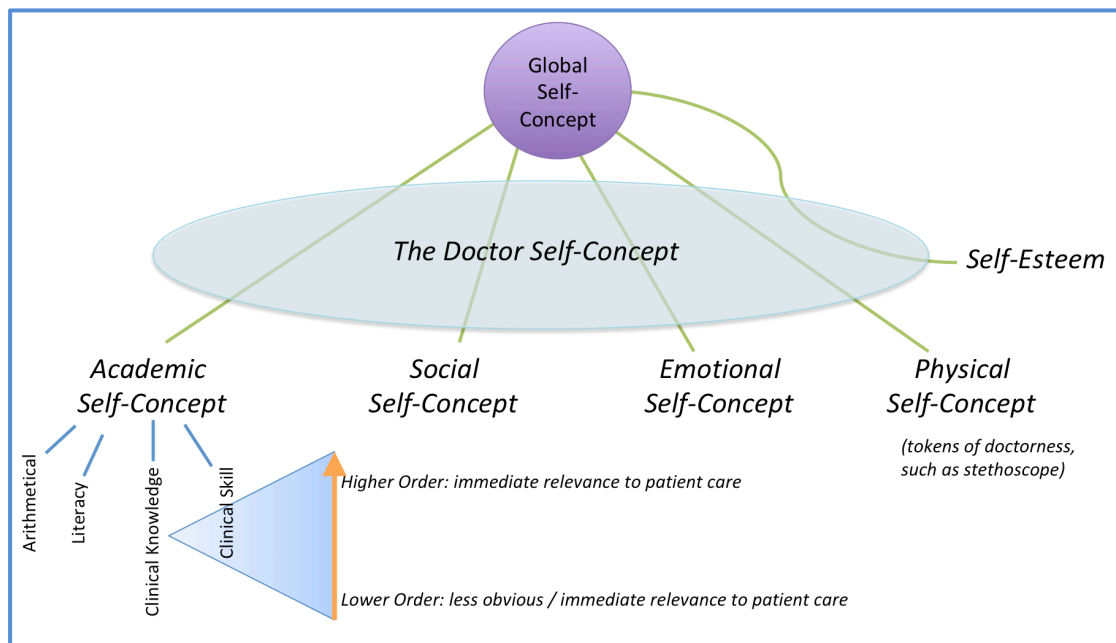 Global
Self-
Concept
The Doctor Self-Concept
Self-Esteem
Academic
Self-Concept
Social
Self-Concept
Emotional
Self-Concept
Physical
Self-Concept
(tokens of doctorness,
such as stethoscope)
Arithmetical
Literacy
Clinical Knowledge
Clinical Skill
Higher Order: immediate relevance to patient care
Lower Order: less obvious / immediate relevance to patient care